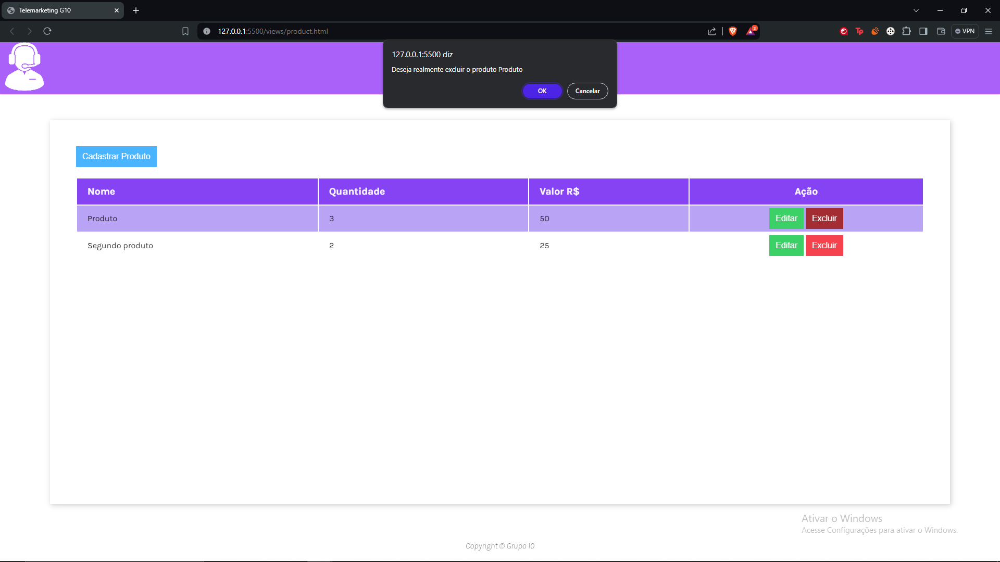 Telemarketing G10
127.0.0.1:5500/views/product.html
2
VPN
127.0.0.1:5500 diz
Deseja realmente excluir o produto Produto
OK Cancelar
Cadastrar Produto
Nome Quantidade Valor R$ Ação
Produto 3 50 Editar Excluir
Segundo produto 2 25 Editar Excluir
Ativar o Windows
Acesse Configurações para ativar o Windows.
Copyright © Grupo 10